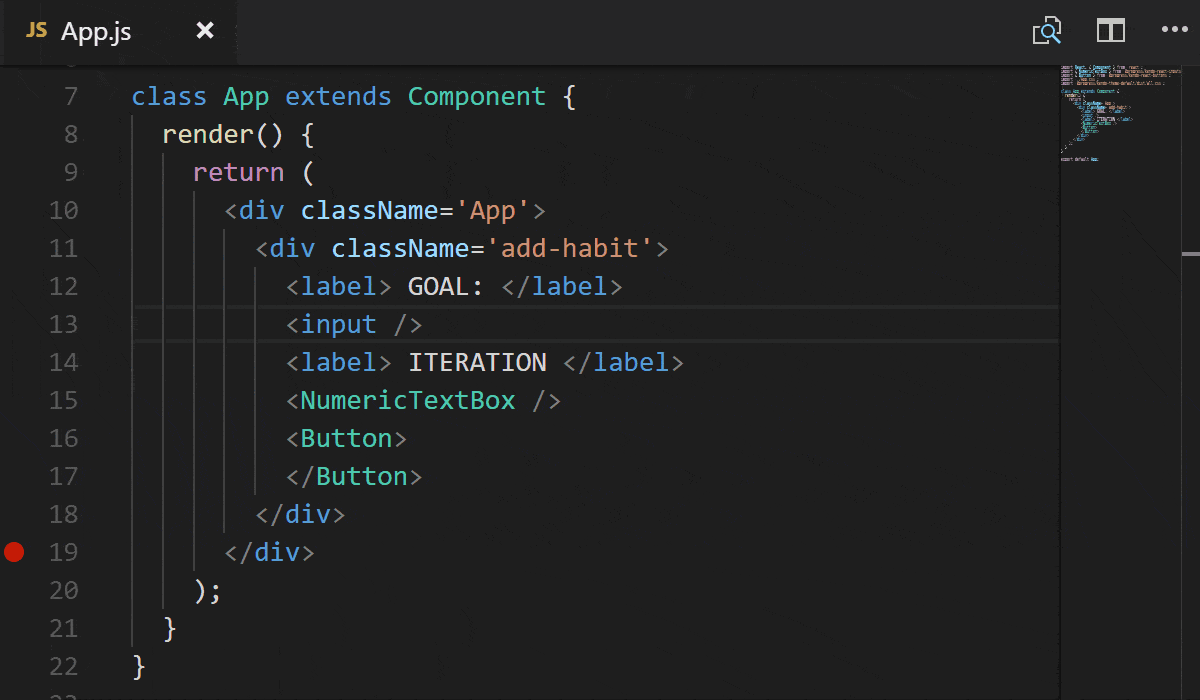 JS App.js
7 class App extends Component {
8 render() {
9 return (
10 <div className='App'>
11 <div className='add-habit'>
12 <label> GOAL: </label>
13 <input />
14 <label> ITERATION </label>
15 <NumericTextBox />
16 <Button>
17 </Button>
18 </div>
19 </div>
20 );
21 }
22 }